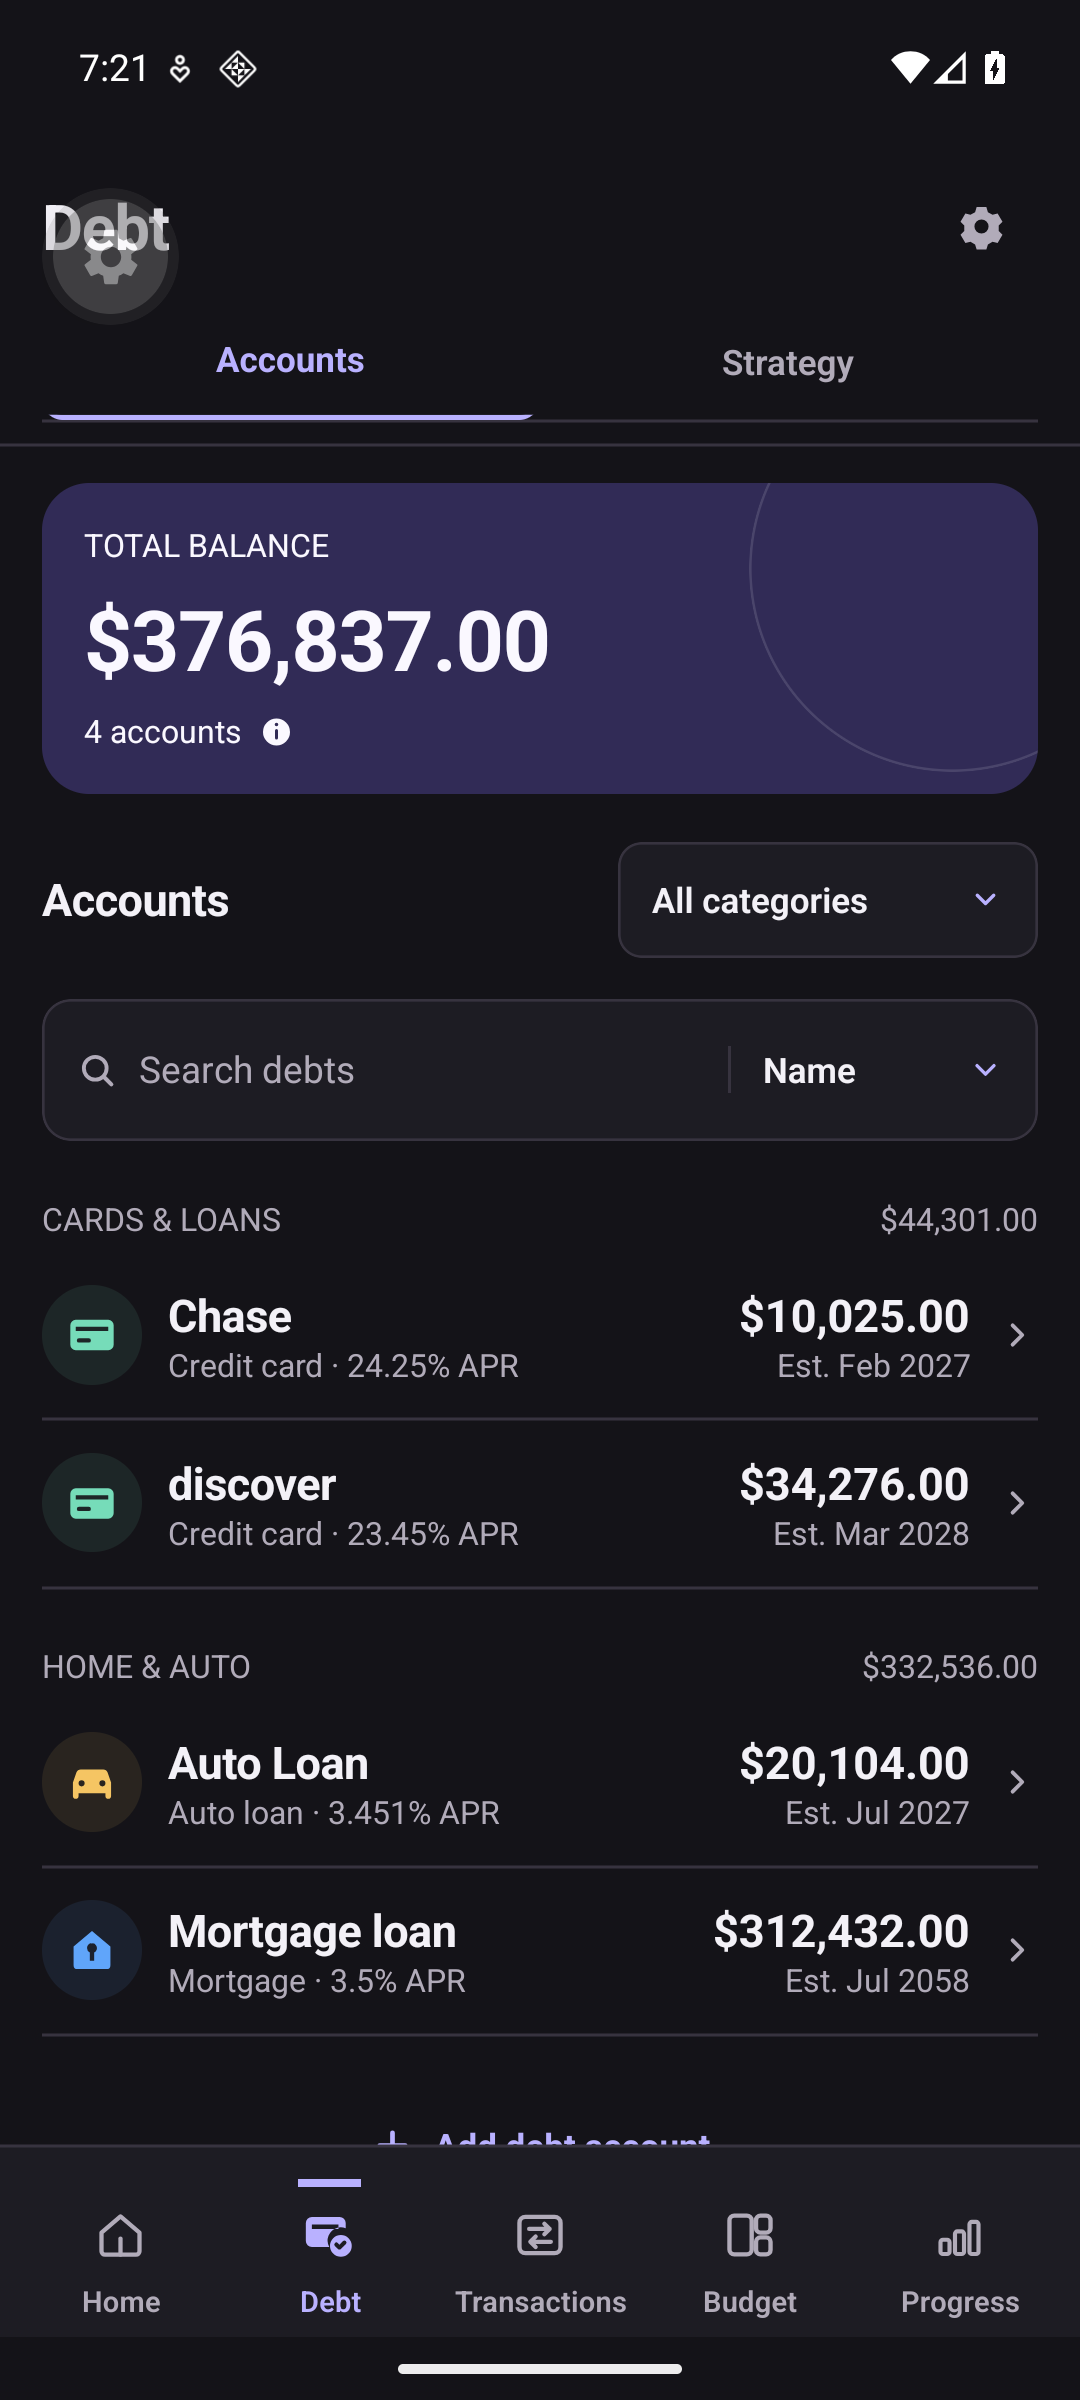 7:21
Debt
Accounts
Strategy
TOTAL BALANCE
$376,837.00
4 accounts
Accounts
All categories
Search debts
Name
CARDS & LOANS
$44,301.00
Chase
$10,025.00
Credit card · 24.25% APR
Est. Feb 2027
discover
$34,276.00
Credit card · 23.45% APR
Est. Mar 2028
HOME & AUTO
$332,536.00
Auto Loan
$20,104.00
Auto loan · 3.451% APR
Est. Jul 2027
Mortgage loan
$312,432.00
Mortgage · 3.5% APR
Est. Jul 2058
Add debt account
Home
Debt
Transactions
Budget
Progress